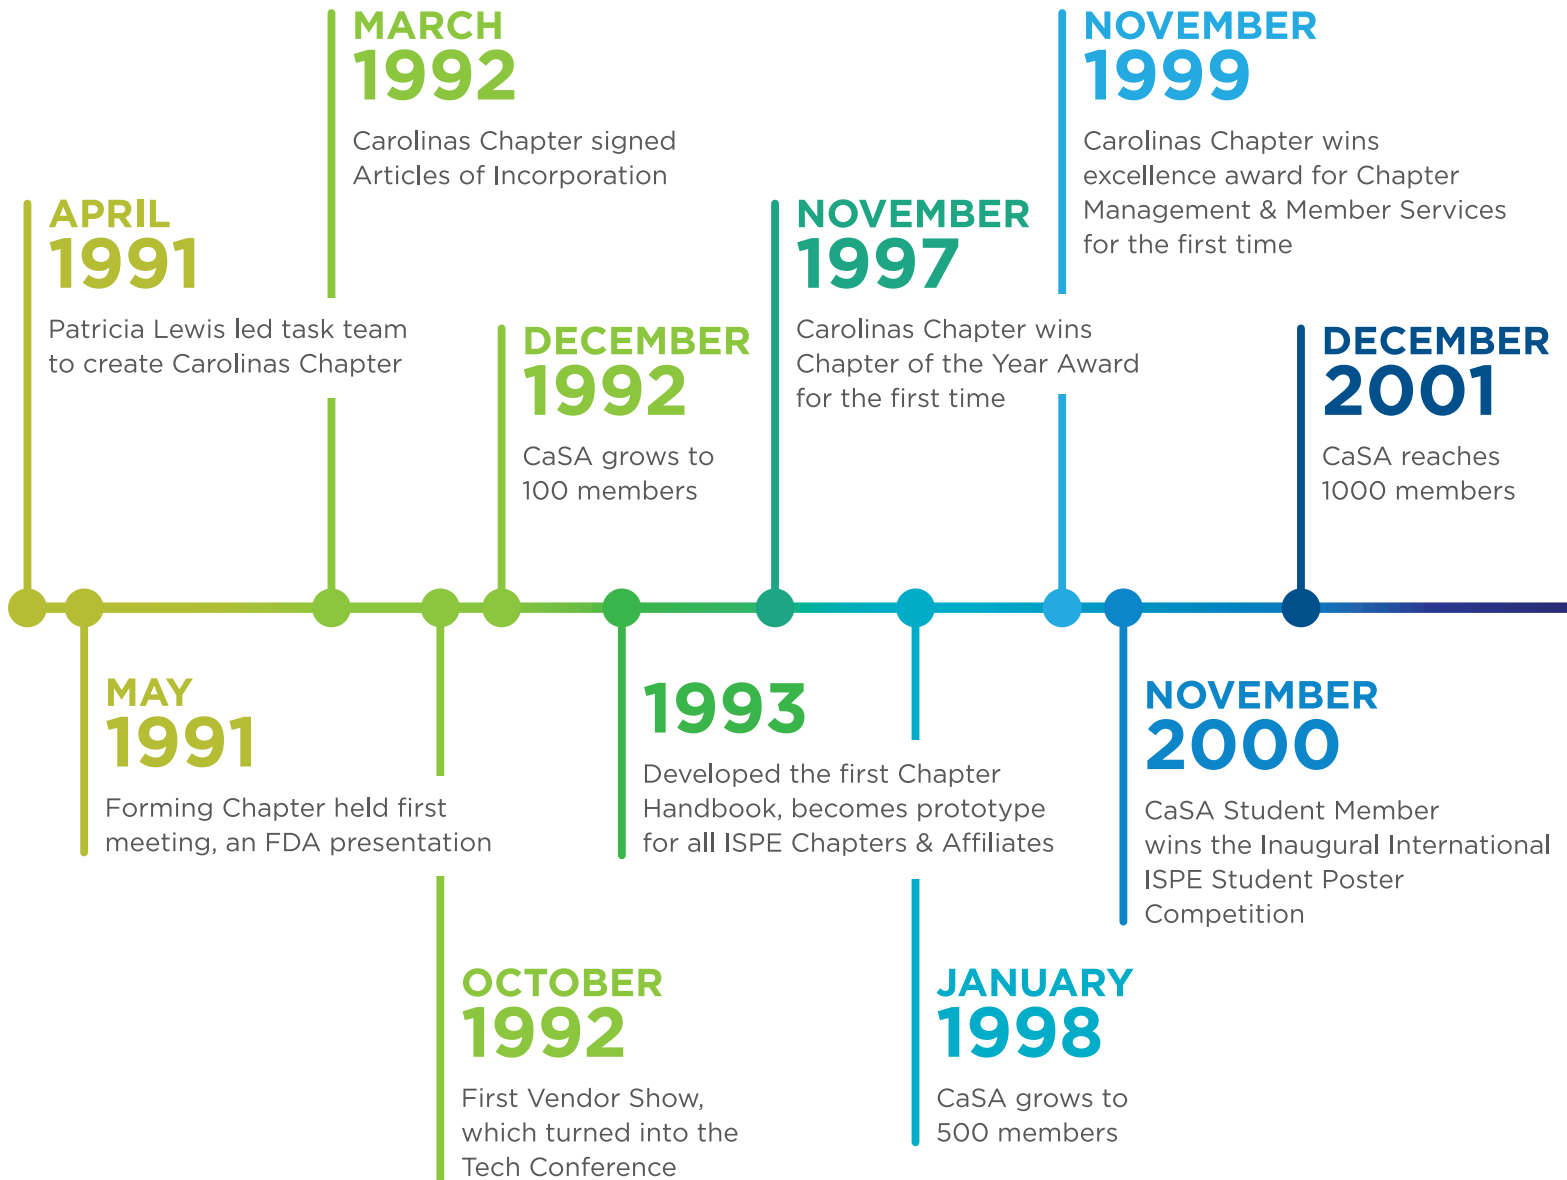 APRIL
1991
Patricia Lewis led task team
to create Carolinas Chapter
MAY
1991
Forming Chapter held first
meeting, an FDA presentation
MARCH
1992
Carolinas Chapter signed
Articles of Incorporation
OCTOBER
1992
First Vendor Show,
which turned into the
Tech Conference
DECEMBER
1992
CaSA grows to
100 members
1993
Developed the first Chapter
Handbook, becomes prototype
for all ISPE Chapters & Affiliates
NOVEMBER
1997
Carolinas Chapter wins
Chapter of the Year Award
for the first time
JANUARY
1998
CaSA grows to
500 members
NOVEMBER
1999
Carolinas Chapter wins
excellence award for Chapter
Management & Member Services
for the first time
NOVEMBER
2000
CaSA Student Member
wins the Inaugural International
ISPE Student Poster
Competition
DECEMBER
2001
CaSA reaches
1000 members